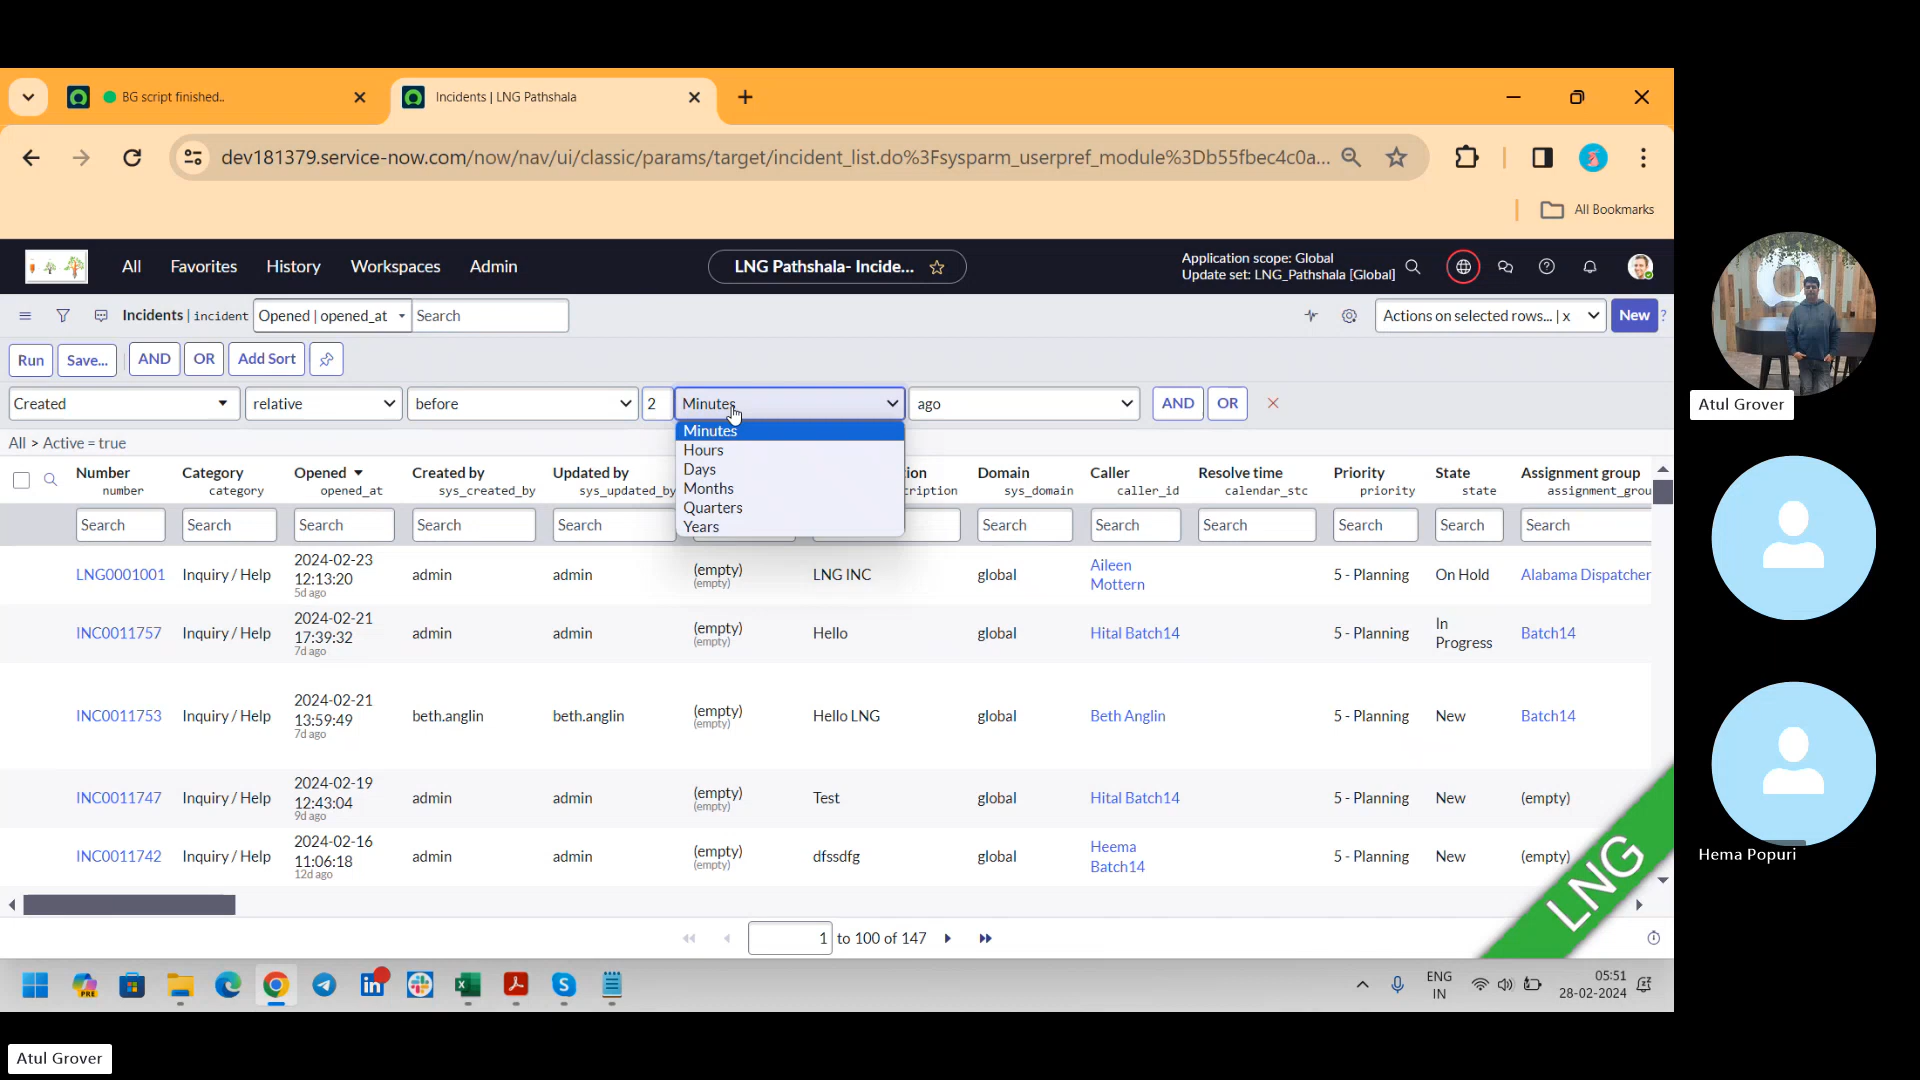 BG script finished..
Incidents | LNG Pathshala
dev181379.service-now.com/now/nav/ui/classic/params/target/incident_list.do%3Fsysparm_userpref_module%3Db55fbec4c0a...
All Bookmarks
All Favorites History Workspaces Admin
LNG Pathshala- Incide...
Application scope: Global
Update set: LNG_Pathshala [Global]
Incidents | incident Opened | opened_at Search
Actions on selected rows... | x New ?
Run Save... AND OR Add Sort
Created relative before 2 Minutes ago AND OR
Minutes
Hours
Days
Months
Quarters
Years
All > Active = true
Number Category Opened Created by Updated by ion Domain Caller Resolve time Priority State Assignment group
number category opened_at sys_created_by sys_updated_by cription sys_domain caller_id calendar_stc priority state assignment_grou
Search Search Search Search Search Search Search Search Search Search Search
LNG0001001 Inquiry / Help 2024-02-23 12:13:20 5d ago admin admin (empty) (empty) LNG INC global Aileen Mottern 5 - Planning On Hold Alabama Dispatcher
INC0011757 Inquiry / Help 2024-02-21 17:39:32 7d ago admin admin (empty) (empty) Hello global Hital Batch14 5 - Planning In Progress Batch14
INC0011753 Inquiry / Help 2024-02-21 13:59:49 7d ago beth.anglin beth.anglin (empty) (empty) Hello LNG global Beth Anglin 5 - Planning New Batch14
INC0011747 Inquiry / Help 2024-02-19 12:43:04 9d ago admin admin (empty) (empty) Test global Hital Batch14 5 - Planning New (empty)
INC0011742 Inquiry / Help 2024-02-16 11:06:18 12d ago admin admin (empty) (empty) dfssdfg global Heema Batch14 5 - Planning New (empty)
1 to 100 of 147
LNG
PRE
ENG
IN
05:51
28-02-2024
Atul Grover
Hema Popuri
Atul Grover